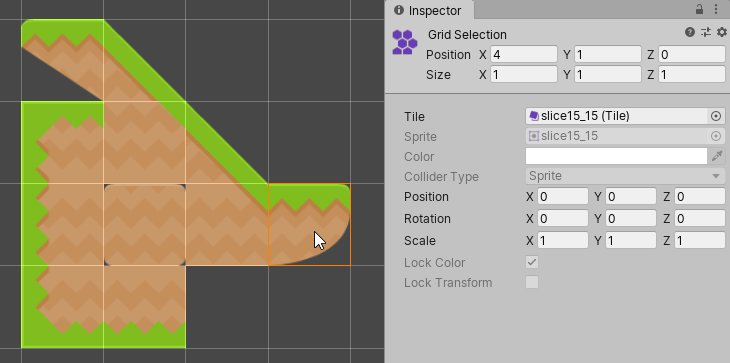 Inspector
Grid Selection
Position X 4 Y 1 Z 0
Size X 1 Y 1 Z 1
Tile slice15_15 (Tile)
Sprite slice15_15
Color
Collider Type Sprite
Position X 0 Y 0 Z 0
Rotation X 0 Y 0 Z 0
Scale X 1 Y 1 Z 1
Lock Color
Lock Transform